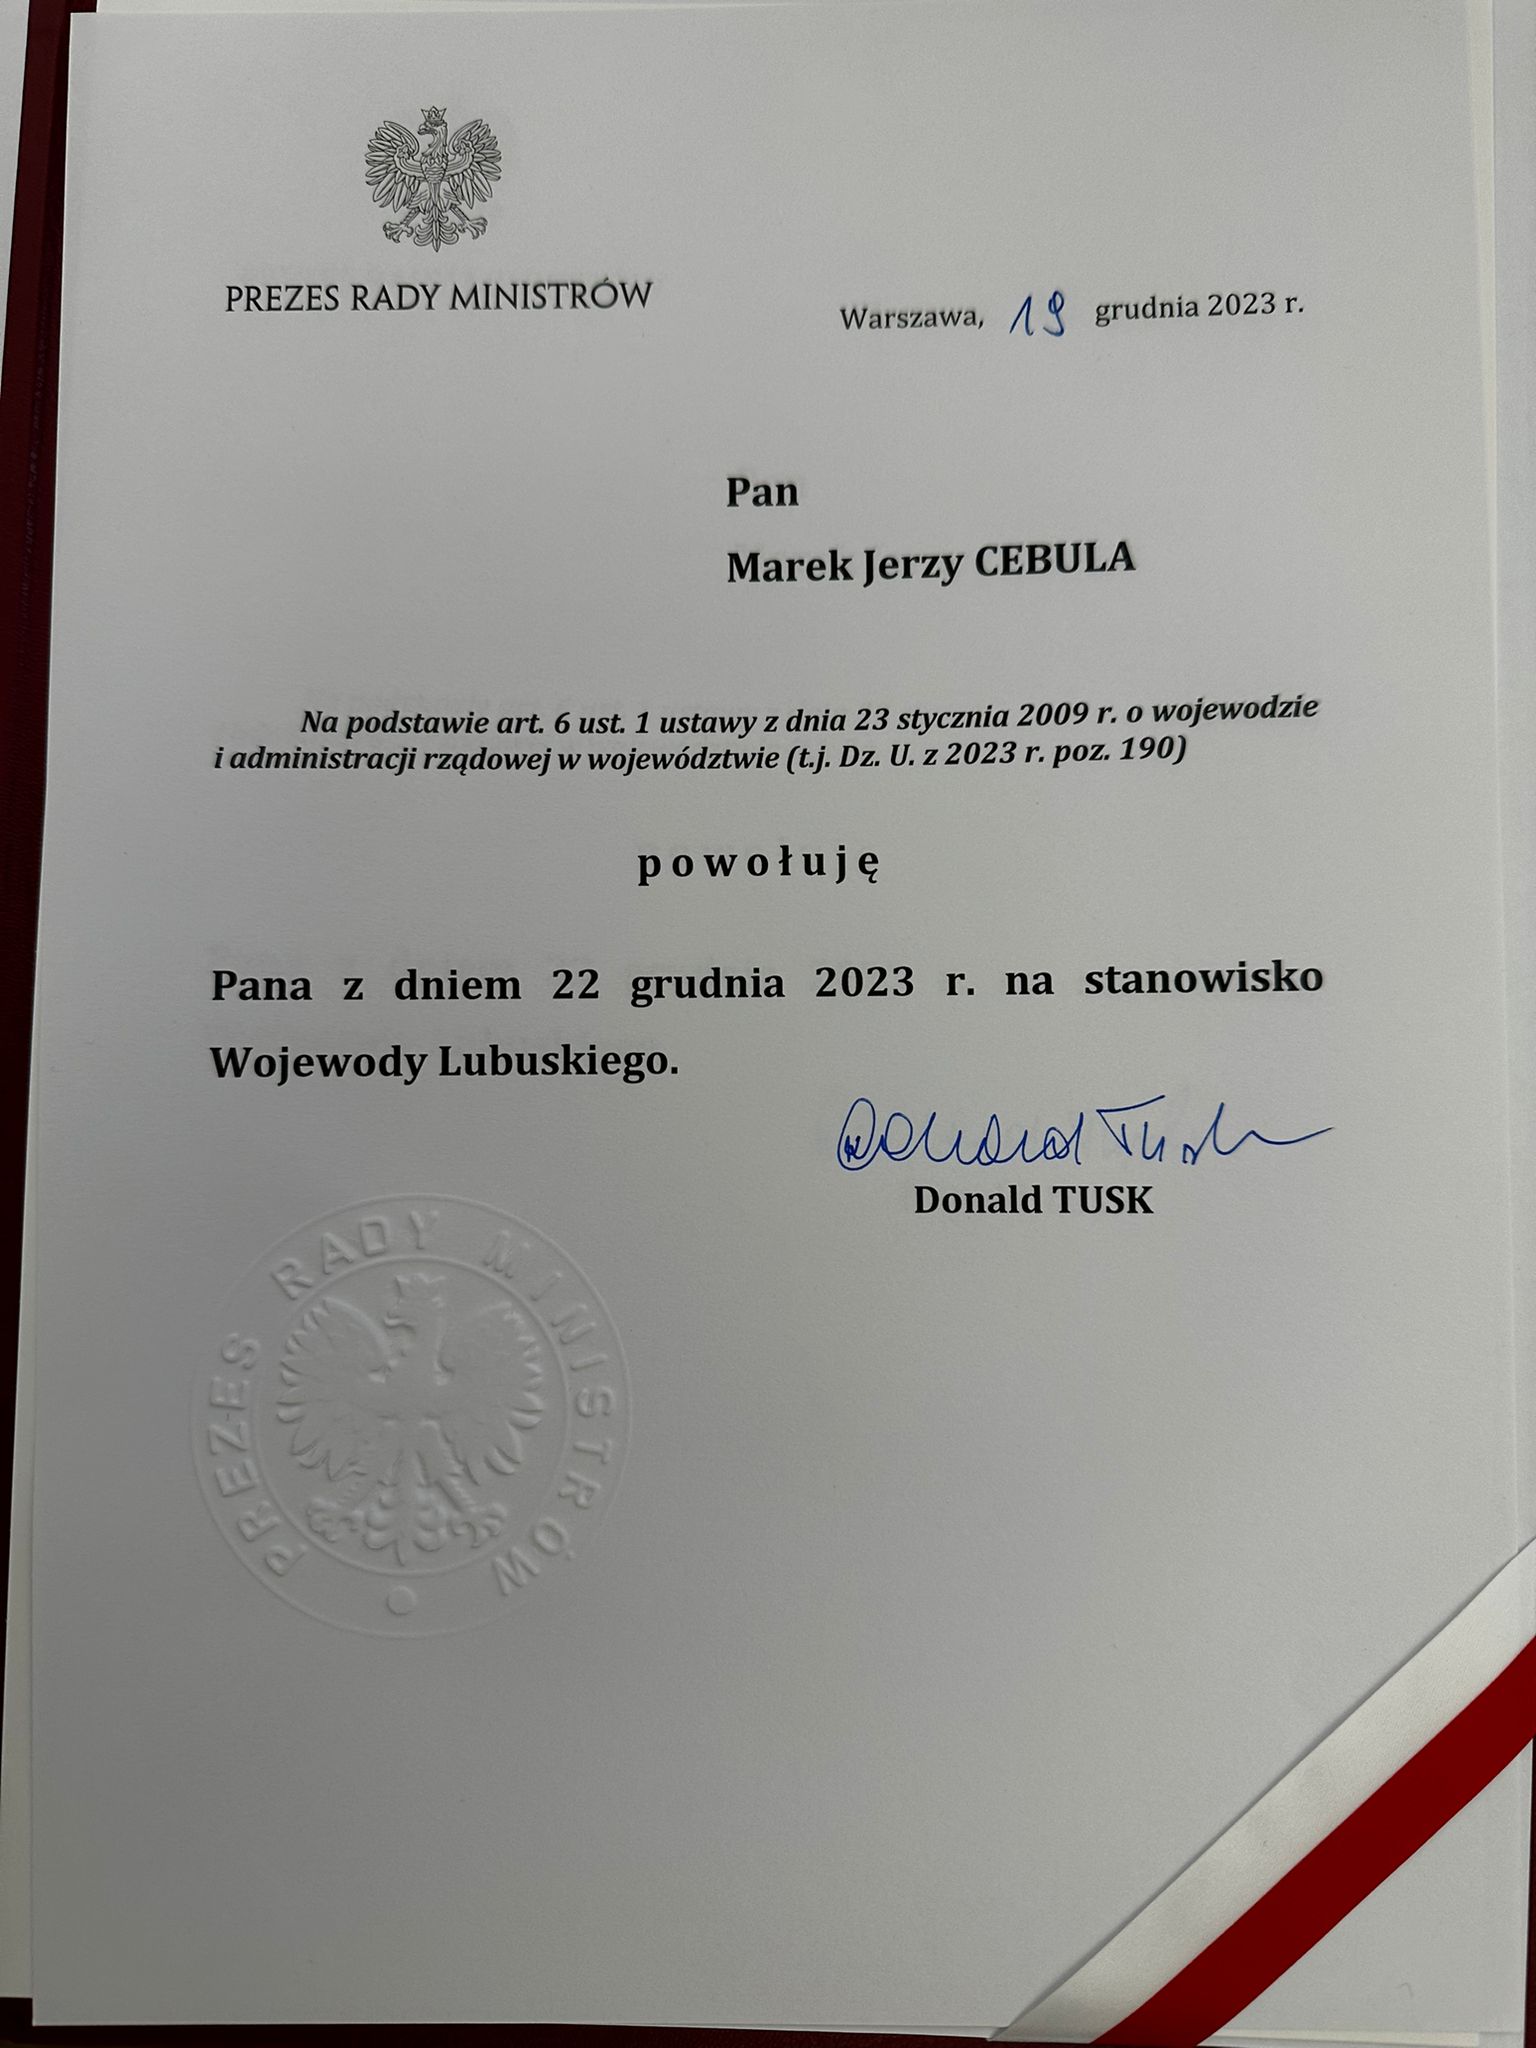 PREZES RADY MINISTRÓW
Warszawa, 19 grudnia 2023 r.
Pan
Marek Jerzy CEBULA
Na podstawie art. 6 ust. 1 ustawy z dnia 23 stycznia 2009 r. o wojewodzie
i administracji rządowej w województwie (t.j. Dz. U. z 2023 r. poz. 190)
powołuję
Pana z dniem 22 grudnia 2023 r. na stanowisko
Wojewody Lubuskiego.
Donald Tusk
Donald TUSK
PREZES RADY MINISTRÓW